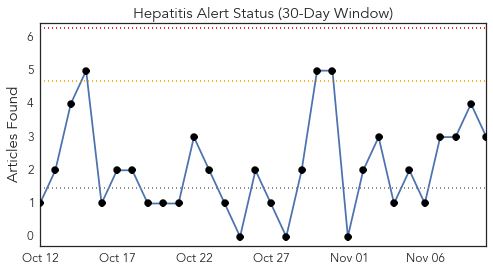 Hepatitis Alert Status (30-Day Window)
Articles Found
6
5
4
3
2
1
0
Oct 12 Oct 17 Oct 22 Oct 27 Nov 01 Nov 06